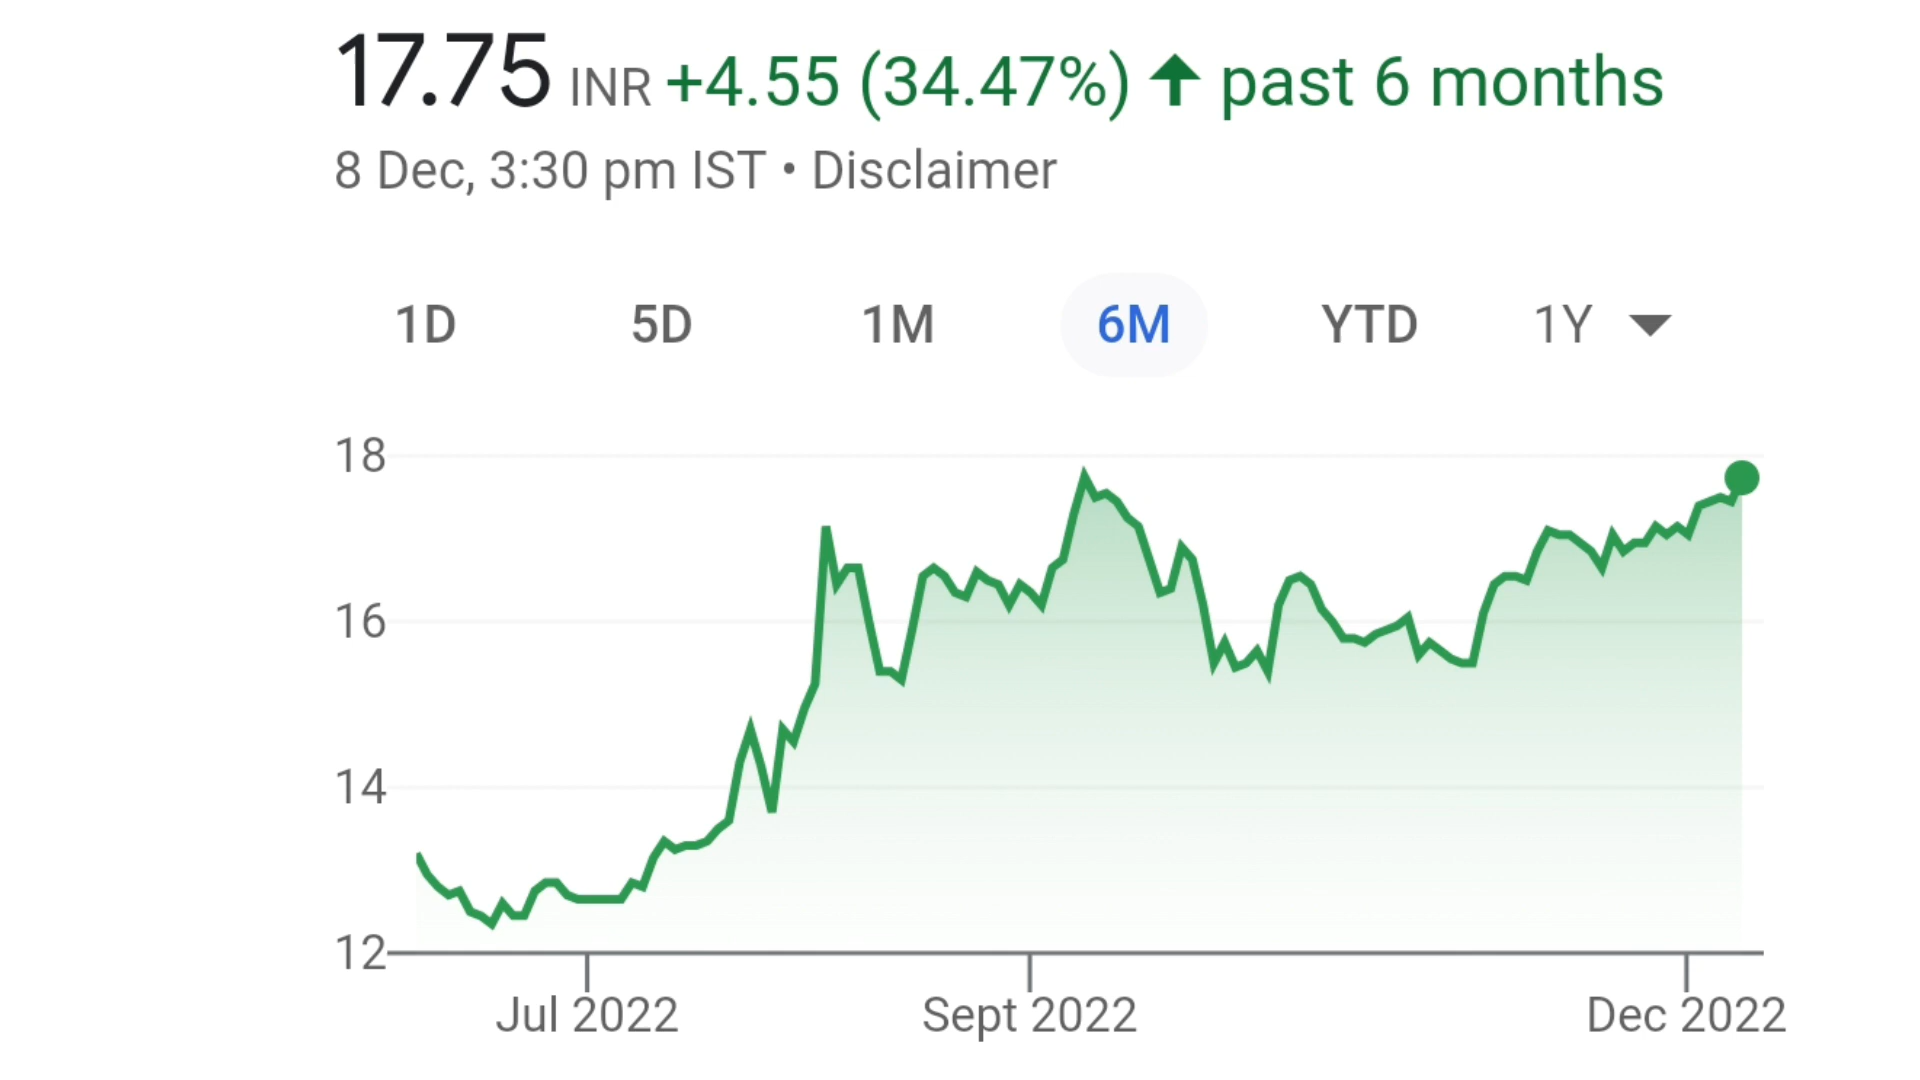 17.75 INR +4.55 (34.47%) ↑ past 6 months
8 Dec, 3:30 pm IST • Disclaimer
1D 5D 1M 6M YTD 1Y
18
16
14
12
Jul 2022 Sept 2022 Dec 2022